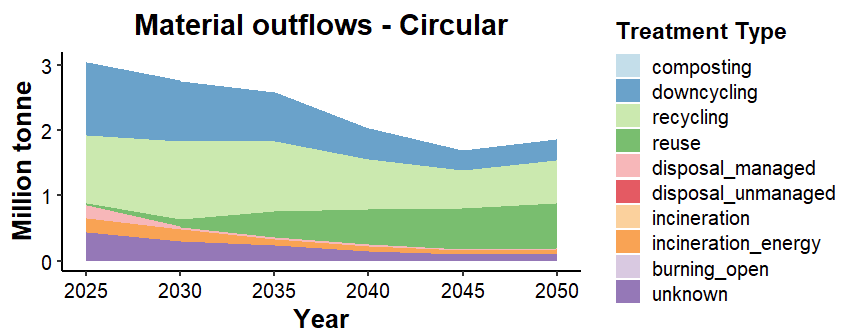 Material outflows - Circular
Million tonne
3
2
1
0
2025 2030 2035 2040 2045 2050
Year
Treatment Type
composting
downcycling
recycling
reuse
disposal_managed
disposal_unmanaged
incineration
incineration_energy
burning_open
unknown